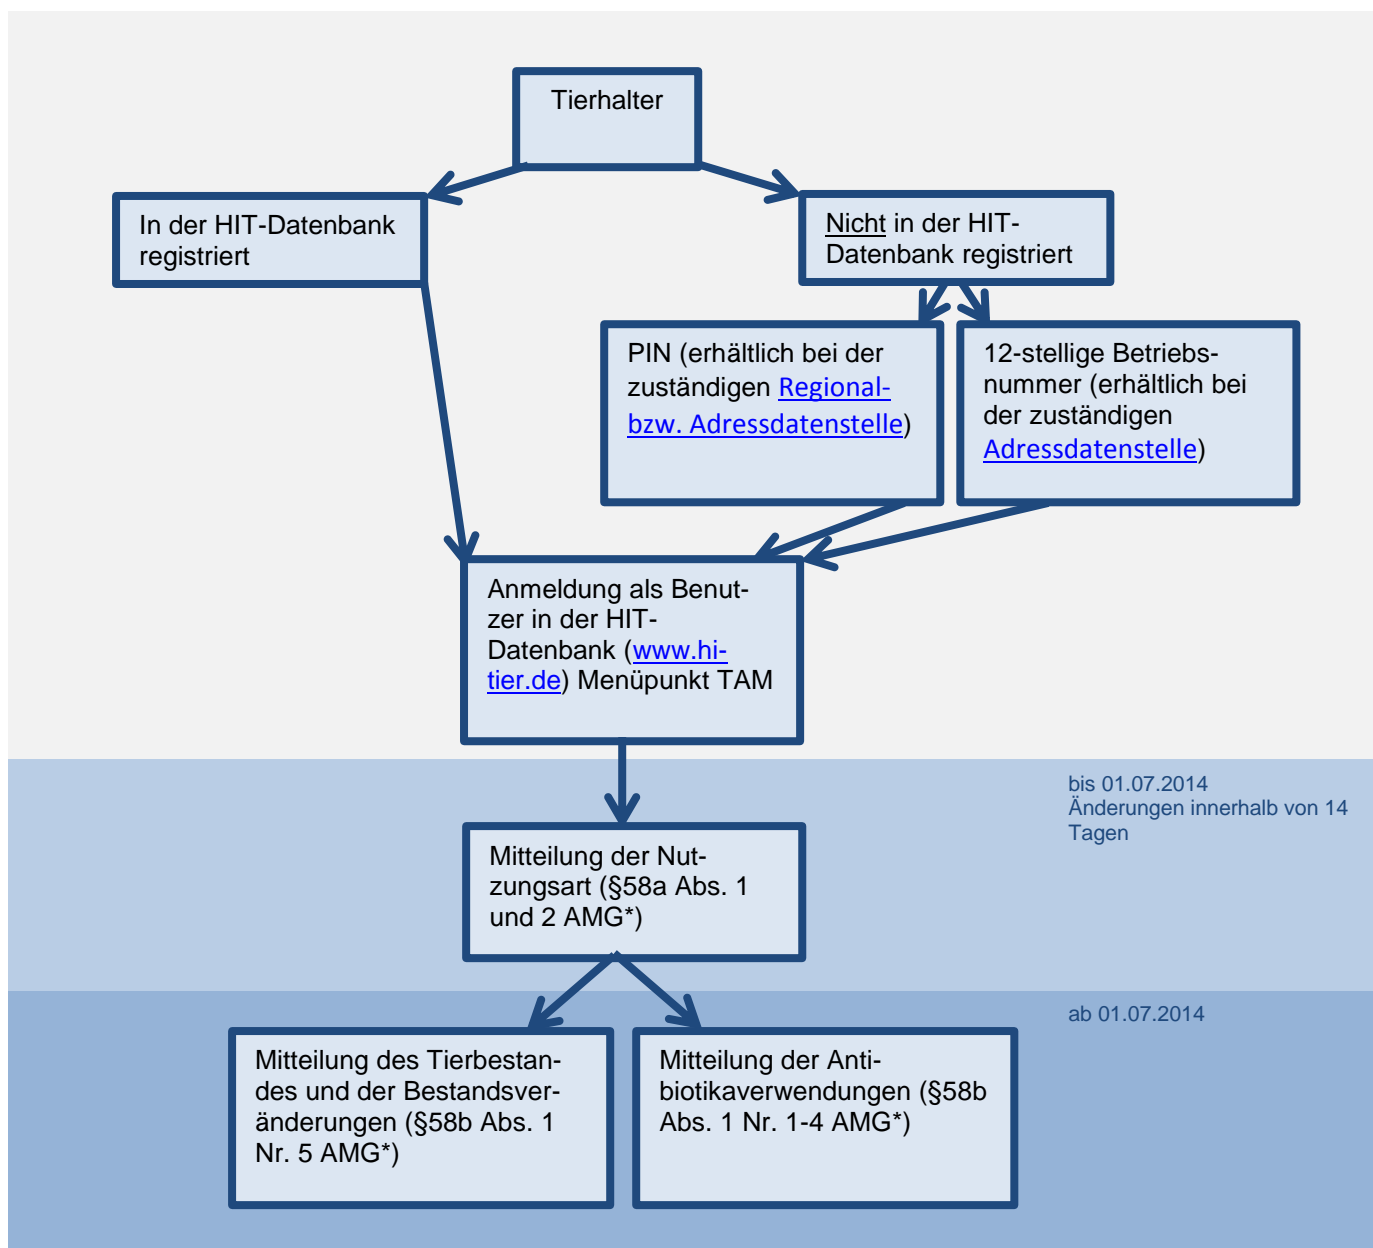 Tierhalter
In der HIT-Datenbank
registriert
Nicht in der HIT-
Datenbank registriert
PIN (erhältlich bei der
zuständigen Regional-
bzw. Adressdatenstelle)
12-stellige Betriebs-
nummer (erhältlich bei
der zuständigen
Adressdatenstelle)
Anmeldung als Benut-
zer in der HIT-
Datenbank (www.hi-
tier.de) Menüpunkt TAM
bis 01.07.2014
Änderungen innerhalb von 14
Tagen
Mitteilung der Nut-
zungsart (§58a Abs. 1
und 2 AMG*)
ab 01.07.2014
Mitteilung des Tierbestan-
des und der Bestandsver-
änderungen (§58b Abs. 1
Nr. 5 AMG*)
Mitteilung der Anti-
biotikaverwendungen (§58b
Abs. 1 Nr. 1-4 AMG*)